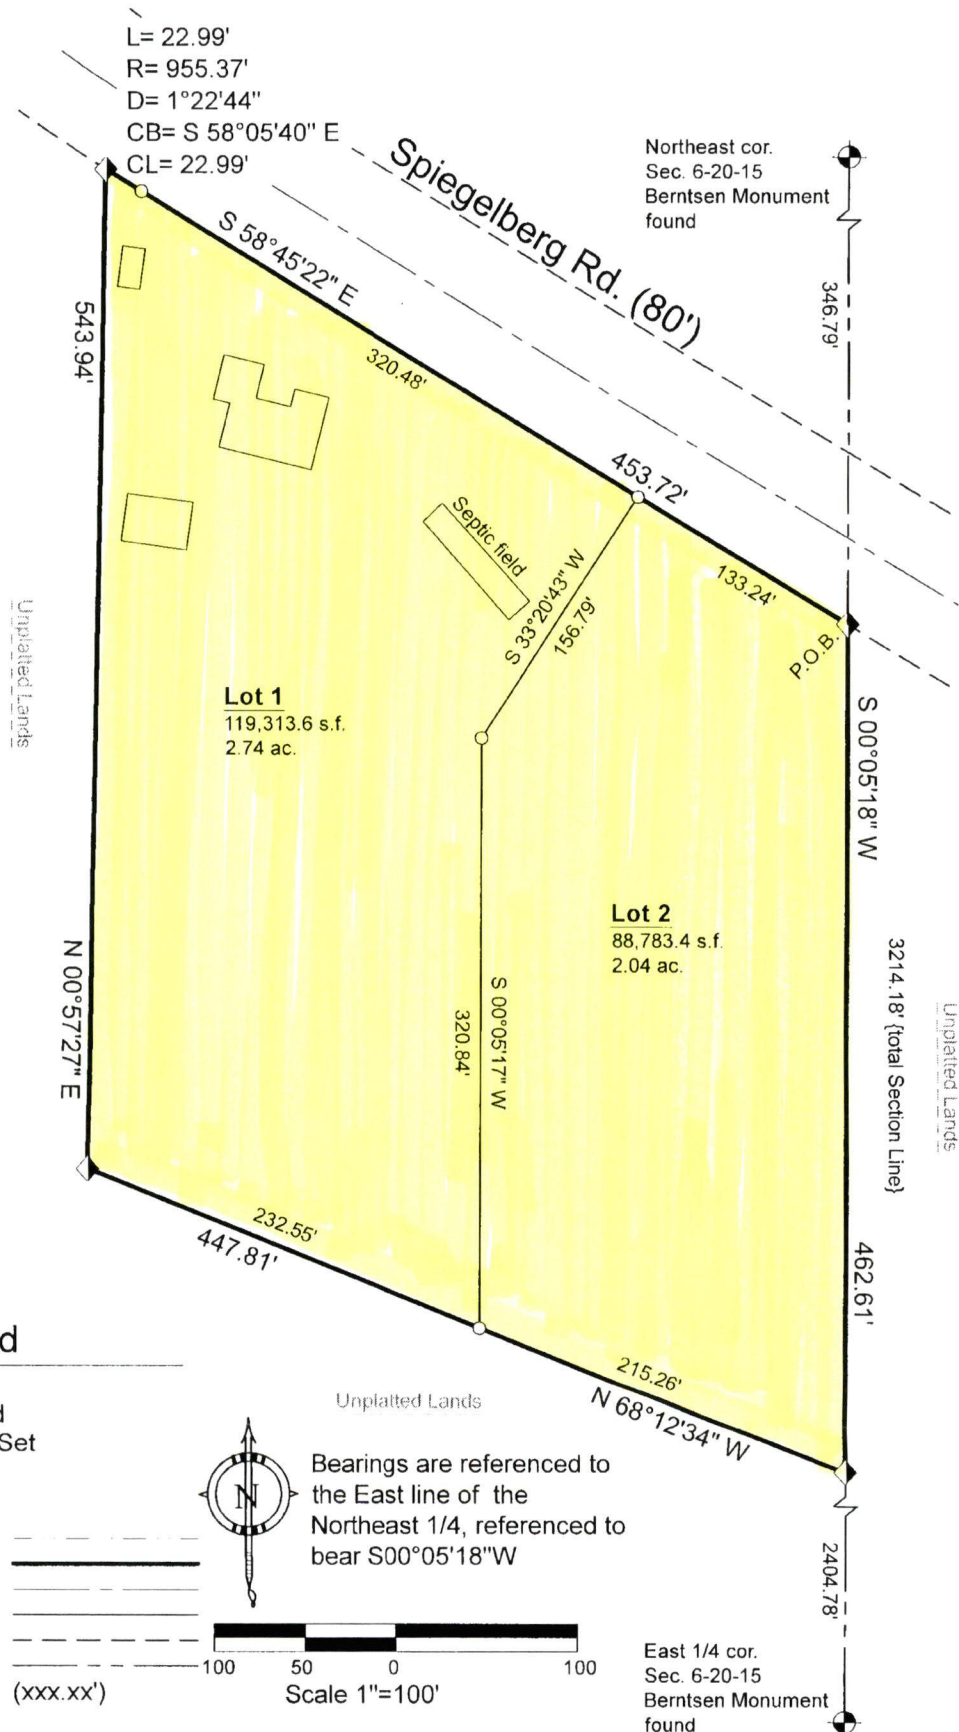 L= 22.99'
R= 955.37'
D= 1°22'44"
CB= S 58°05'40" E
CL= 22.99'
Spiegelberg Rd. (80')
Northeast cor.
Sec. 6-20-15
Berntsen Monument
found
346.79'
S 58°45'22" E
320.48'
453.72'
133.24'
543.94'
Septic field
S 33°20'43" W
156.79'
P.O.B.
Unplatted Lands
Lot 1
119,313.6 s.f.
2.74 ac.
S 00°05'18" W
Lot 2
88,783.4 s.f.
2.04 ac.
N 00°57'27" E
S 00°05'17" W
320.84'
3214.18' {total Section Line}
Unplatted Lands
232.55'
447.81'
462.61'
215.26'
N 68°12'34" W
d
d
Set
Unplatted Lands
N
Bearings are referenced to
the East line of the
Northeast 1/4, referenced to
bear S00°05'18"W
2404.78'
100 50 0 100
Scale 1"=100'
(xxx.xx')
East 1/4 cor.
Sec. 6-20-15
Berntsen Monument
found